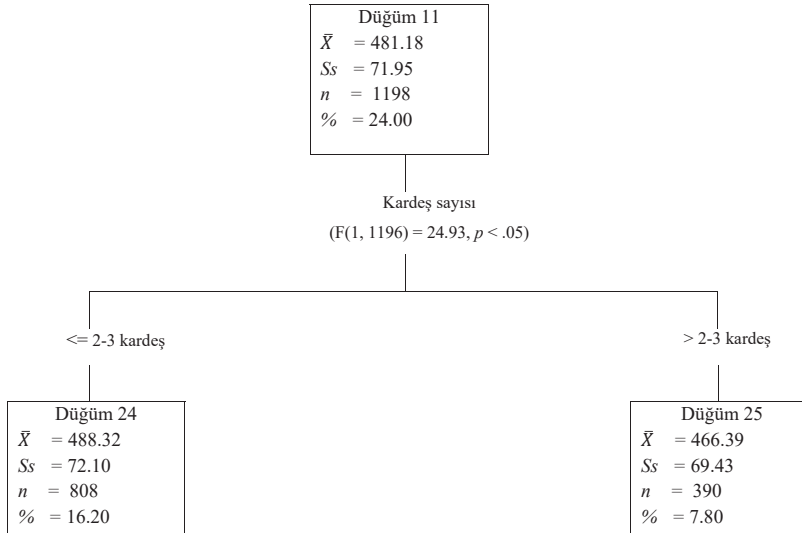 Düğüm 11
X̄ = 481.18
Ss = 71.95
n = 1198
% = 24.00
Kardeş sayısı
(F(1, 1196) = 24.93, p < .05)
<= 2-3 kardeş
> 2-3 kardeş
Düğüm 24
X̄ = 488.32
Ss = 72.10
n = 808
% = 16.20
Düğüm 25
X̄ = 466.39
Ss = 69.43
n = 390
% = 7.80